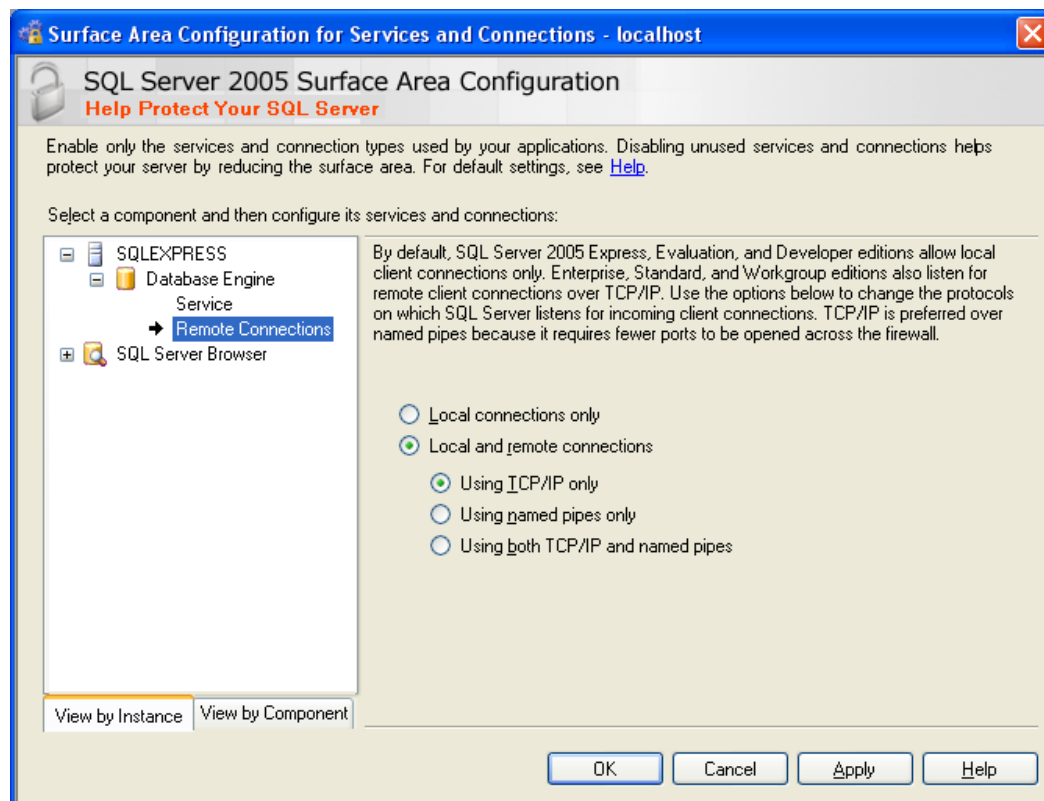 Surface Area Configuration for Services and Connections - localhost
SQL Server 2005 Surface Area Configuration
Help Protect Your SQL Server
Enable only the services and connection types used by your applications. Disabling unused services and connections helps
protect your server by reducing the surface area. For default settings, see Help.
Select a component and then configure its services and connections:
SQLEXPRESS
Database Engine
Service
Remote Connections
SQL Server Browser
By default, SQL Server 2005 Express, Evaluation, and Developer editions allow local
client connections only. Enterprise, Standard, and Workgroup editions also listen for
remote client connections over TCP/IP. Use the options below to change the protocols
on which SQL Server listens for incoming client connections. TCP/IP is preferred over
named pipes because it requires fewer ports to be opened across the firewall.
Local connections only
Local and remote connections
Using TCP/IP only
Using named pipes only
Using both TCP/IP and named pipes
View by Instance
View by Component
OK
Cancel
Apply
Help